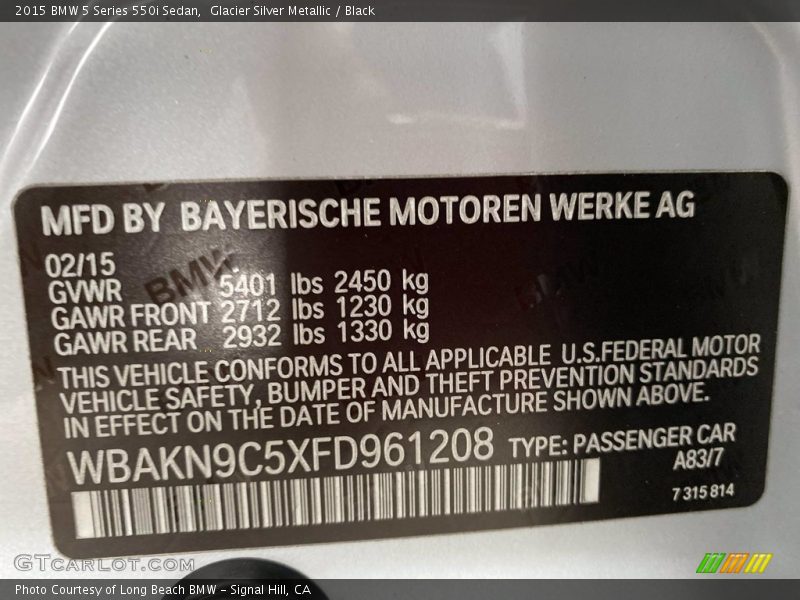 2015 BMW 5 Series 550i Sedan,  Glacier Silver Metallic / Black
MFD BY BAYERISCHE MOTOREN WERKE AG
02/15
GVWR 5401 lbs 2450 kg
GAWR FRONT 2712 lbs 1230 kg
GAWR REAR 2932 lbs 1330 kg
THIS VEHICLE CONFORMS TO ALL APPLICABLE U.S.FEDERAL MOTOR
VEHICLE SAFETY, BUMPER AND THEFT PREVENTION STANDARDS
IN EFFECT ON THE DATE OF MANUFACTURE SHOWN ABOVE.
WBAKN9C5XFD961208 TYPE: PASSENGER CAR
A83/7
7 315 814
BMW
GTCARLOT.COM
Photo Courtesy of Long Beach BMW - Signal Hill, CA